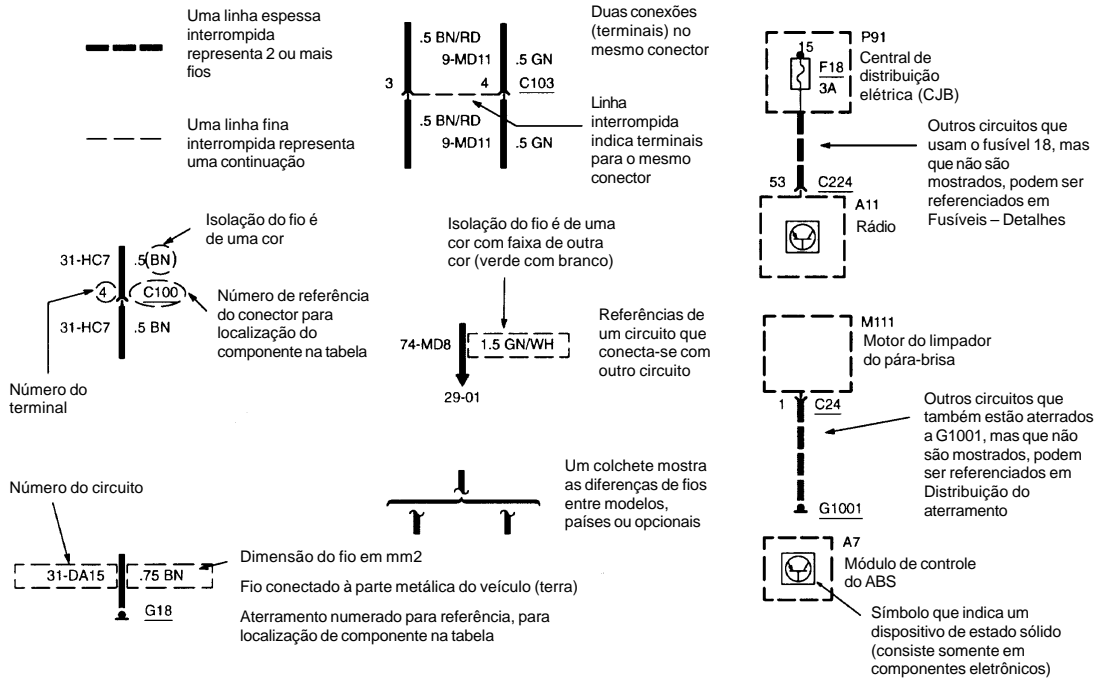 Uma linha espessa
interrompida
representa 2 ou mais
fios
Uma linha fina
interrompida representa
uma continuação
.5 BN/RD
9-MD11
.5 GN
3
4
C103
.5 BN/RD
9-MD11
.5 GN
Duas conexões
(terminais) no
mesmo conector
Linha
interrompida
indica terminais
para o mesmo
conector
15
F18
3A
P91
Central de
distribuição
elétrica (CJB)
Outros circuitos que
usam o fusível 18, mas
que não são
mostrados, podem ser
referenciados em
Fusíveis – Detalhes
53
C224
A11
Rádio
Isolação do fio é
de uma cor
31-HC7
.5 (BN)
4
C100
31-HC7
.5 BN
Número de referência
do conector para
localização do
componente na tabela
Número do
terminal
Isolação do fio é de uma
cor com faixa de outra
cor (verde com branco)
74-MD8
1.5 GN/WH
29-01
Referências de
um circuito que
conecta-se com
outro circuito
M111
Motor do limpador
do pára-brisa
1
C24
Outros circuitos que
também estão aterrados
a G1001, mas que não
são mostrados, podem
ser referenciados em
Distribuição do
aterramento
G1001
Um colchete mostra
as diferenças de fios
entre modelos,
países ou opcionais
Número do circuito
31-DA15
.75 BN
G18
Dimensão do fio em mm2
Fio conectado à parte metálica do veículo (terra)
Aterramento numerado para referência, para
localização de componente na tabela
A7
Módulo de controle
do ABS
Símbolo que indica um
dispositivo de estado sólido
(consiste somente em
componentes eletrônicos)